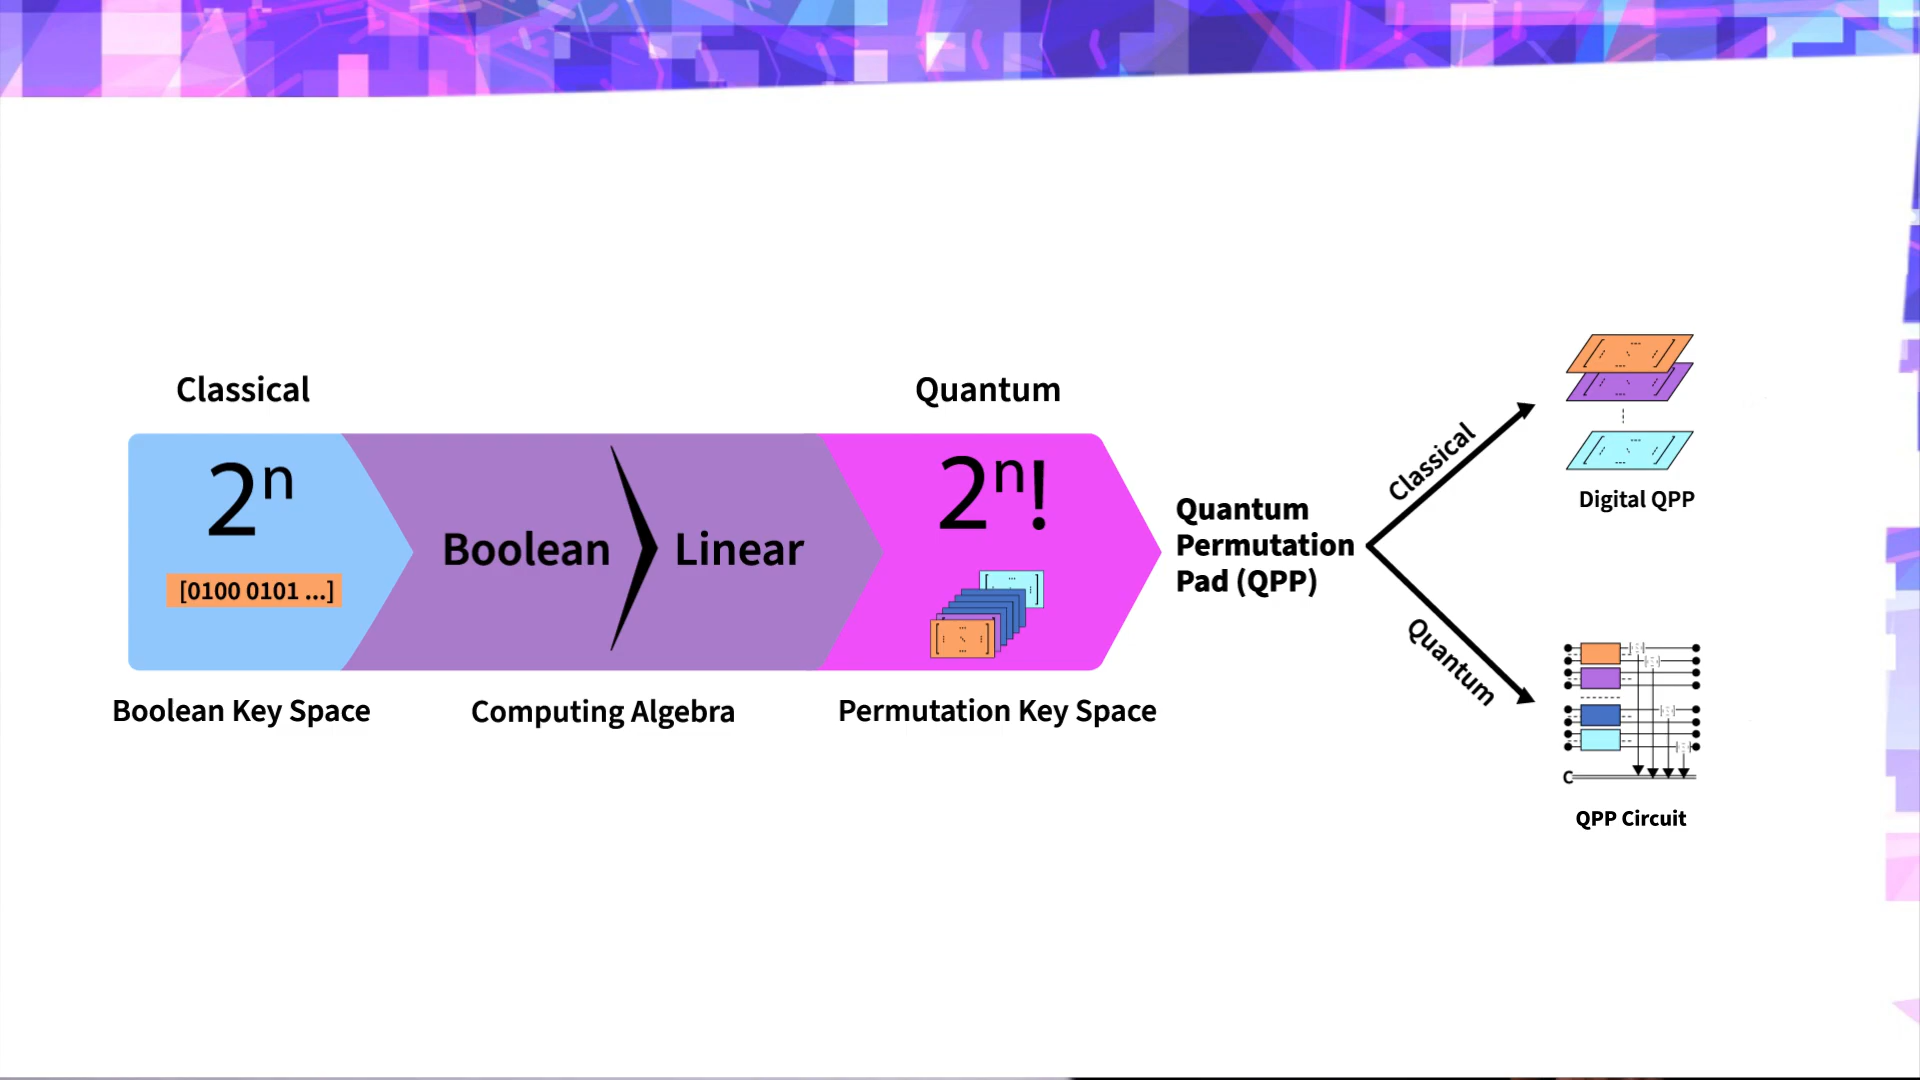 Classical
Quantum
2ⁿ
[0100 0101 ...]
Boolean
Linear
2ⁿ!
Boolean Key Space
Computing Algebra
Permutation Key Space
Quantum
Permutation
Pad (QPP)
Classical
Quantum
Digital QPP
C
QPP Circuit